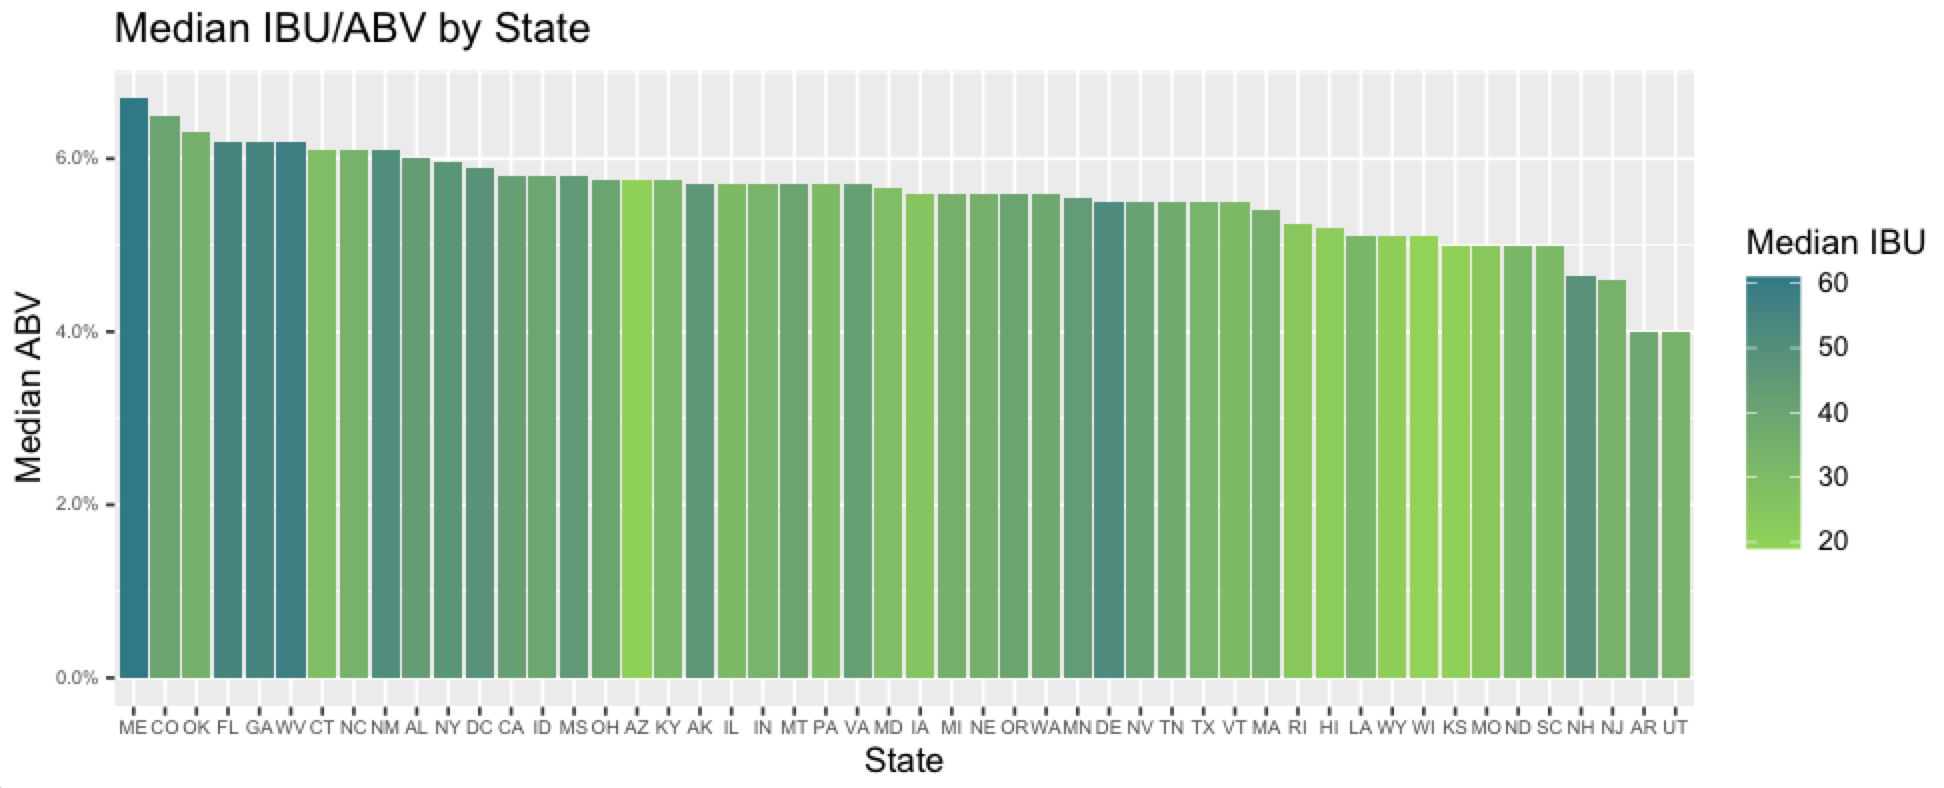 Median IBU/ABV by State
Median ABV
6.0%
4.0%
2.0%
0.0%
ME CO OK FL GA WV CT NC NM AL NY DC CA ID MS OH AZ KY AK IL IN MT PA VA MD IA MI NE OR WA MN DE NV TN TX VT MA RI HI LA WY WI KS MO ND SC NH NJ AR UT
State
Median IBU
60
50
40
30
20